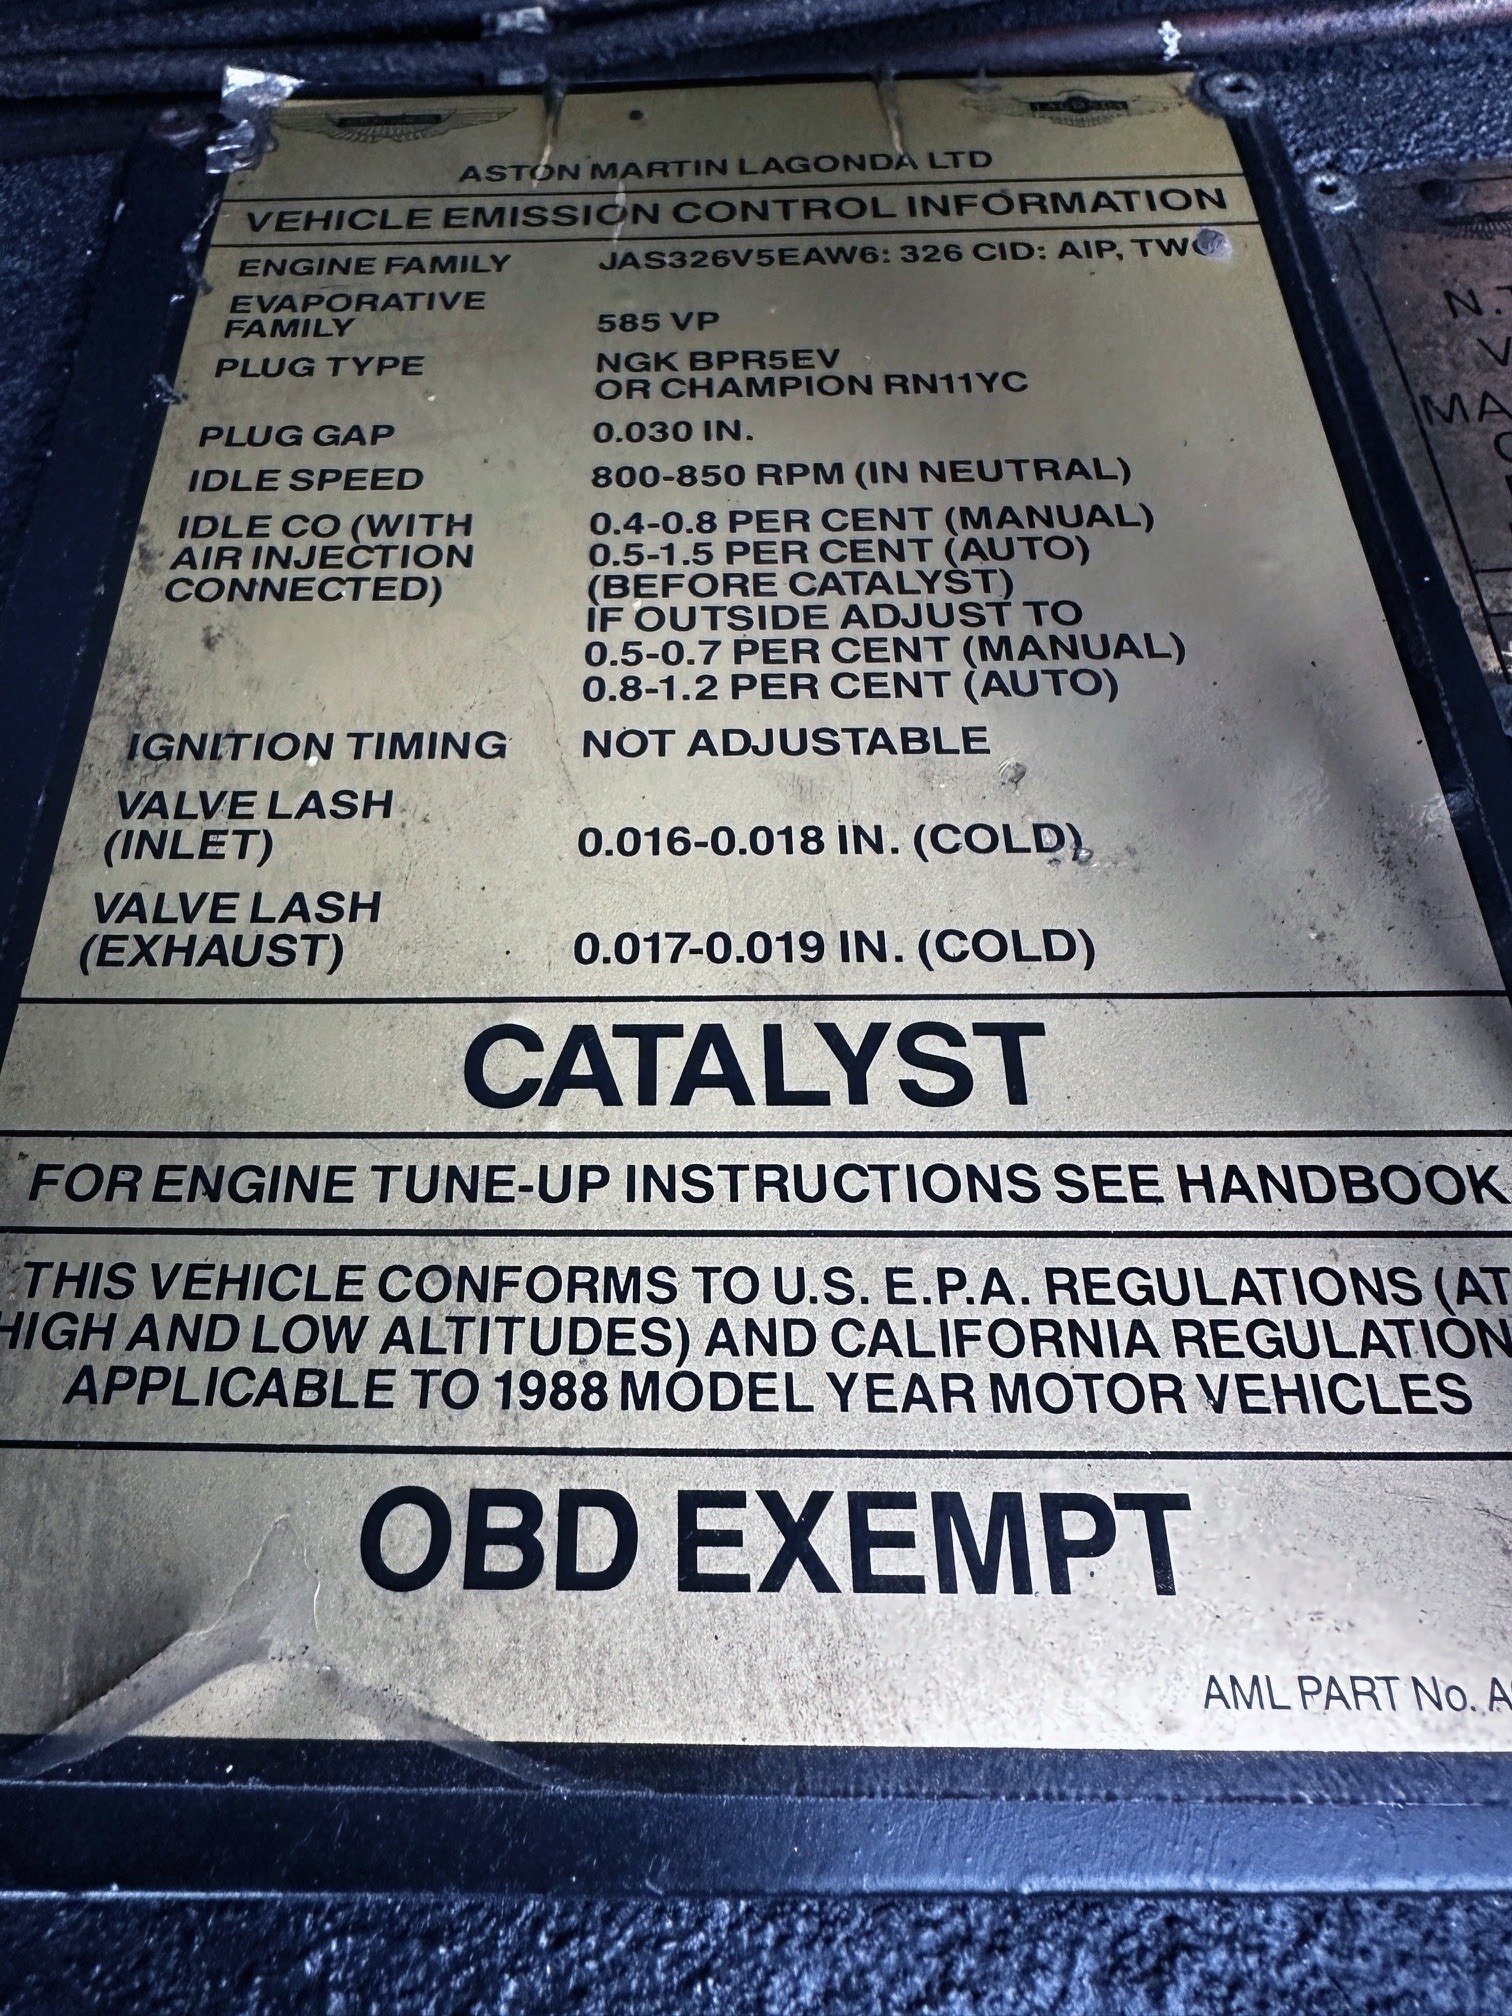 LAGONDA
ASTON MARTIN LAGONDA LTD
VEHICLE EMISSION CONTROL INFORMATION
ENGINE FAMILY JAS326V5EAW6: 326 CID: AIP, TWC
EVAPORATIVE
FAMILY 585 VP
PLUG TYPE NGK BPR5EV
OR CHAMPION RN11YC
PLUG GAP 0.030 IN.
IDLE SPEED 800-850 RPM (IN NEUTRAL)
IDLE CO (WITH 0.4-0.8 PER CENT (MANUAL)
AIR INJECTION 0.5-1.5 PER CENT (AUTO)
CONNECTED) (BEFORE CATALYST)
IF OUTSIDE ADJUST TO
0.5-0.7 PER CENT (MANUAL)
0.8-1.2 PER CENT (AUTO)
IGNITION TIMING NOT ADJUSTABLE
VALVE LASH
(INLET) 0.016-0.018 IN. (COLD)
VALVE LASH
(EXHAUST) 0.017-0.019 IN. (COLD)
CATALYST
FOR ENGINE TUNE-UP INSTRUCTIONS SEE HANDBOOK
THIS VEHICLE CONFORMS TO U.S. E.P.A. REGULATIONS (AT
HIGH AND LOW ALTITUDES) AND CALIFORNIA REGULATION
APPLICABLE TO 1988 MODEL YEAR MOTOR VEHICLES
OBD EXEMPT
AML PART No.